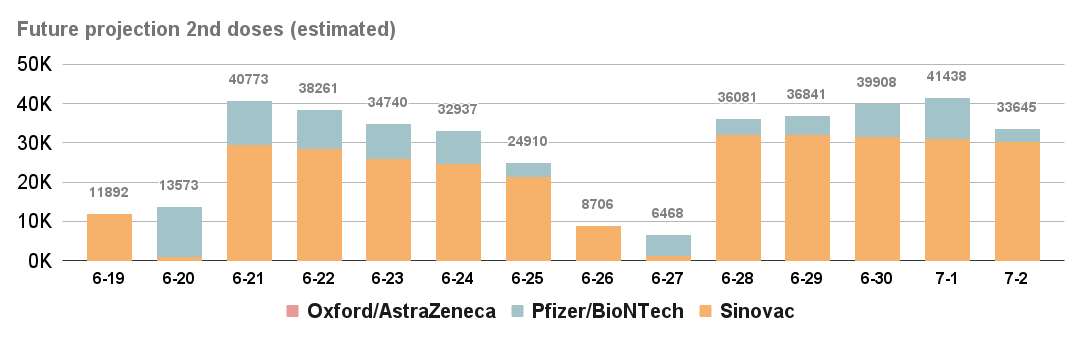 Future projection 2nd doses (estimated)
50K
40K
30K
20K
10K
0K
11892
13573
40773
38261
34740
32937
24910
8706
6468
36081
36841
39908
41438
33645
6-19 6-20 6-21 6-22 6-23 6-24 6-25 6-26 6-27 6-28 6-29 6-30 7-1 7-2
Oxford/AstraZeneca Pfizer/BioNTech Sinovac